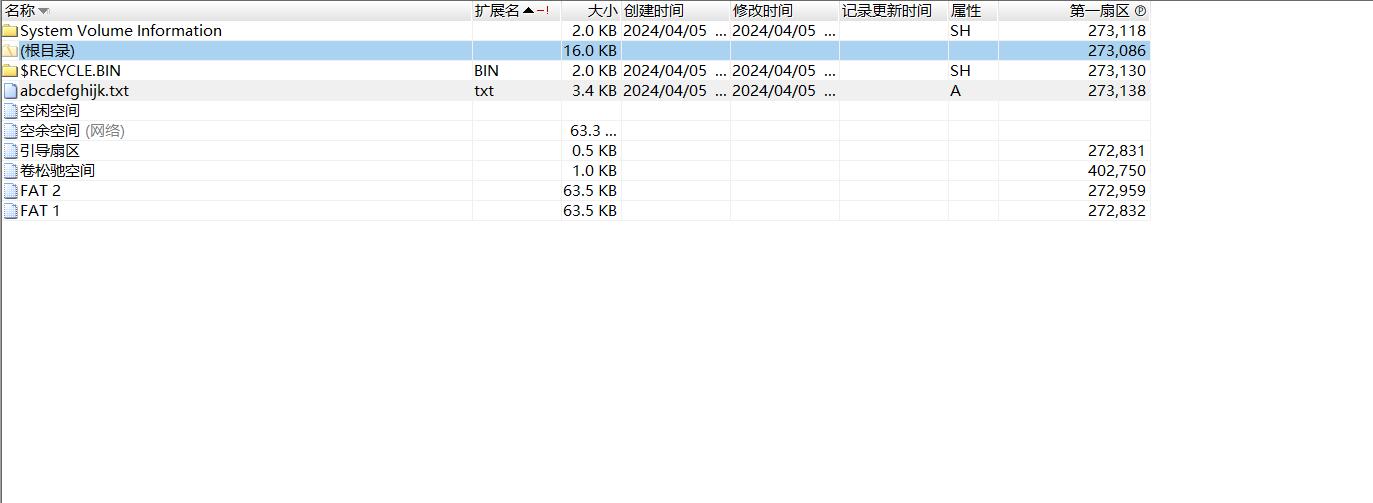 名称 扩展名 大小 创建时间 修改时间 记录更新时间 属性 第一扇区 ℗
System Volume Information 2.0 KB 2024/04/05 ... 2024/04/05 ... SH 273,118
(根目录) 16.0 KB 273,086
$RECYCLE.BIN BIN 2.0 KB 2024/04/05 ... 2024/04/05 ... SH 273,130
abcdefghijk.txt txt 3.4 KB 2024/04/05 ... 2024/04/05 ... A 273,138
空闲空间
空余空间 (网络) 63.3 ...
引导扇区 0.5 KB 272,831
卷松驰空间 1.0 KB 402,750
FAT 2 63.5 KB 272,959
FAT 1 63.5 KB 272,832